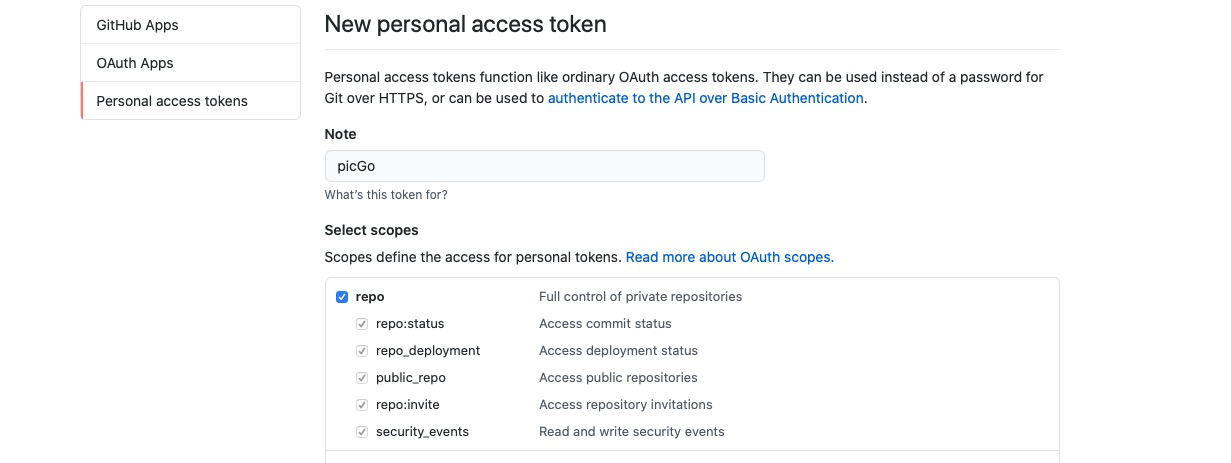 GitHub Apps
OAuth Apps
Personal access tokens
New personal access token
Personal access tokens function like ordinary OAuth access tokens. They can be used instead of a password for
Git over HTTPS, or can be used to authenticate to the API over Basic Authentication.
Note
picGo
What’s this token for?
Select scopes
Scopes define the access for personal tokens. Read more about OAuth scopes.
repo Full control of private repositories
repo:status Access commit status
repo_deployment Access deployment status
public_repo Access public repositories
repo:invite Access repository invitations
security_events Read and write security events